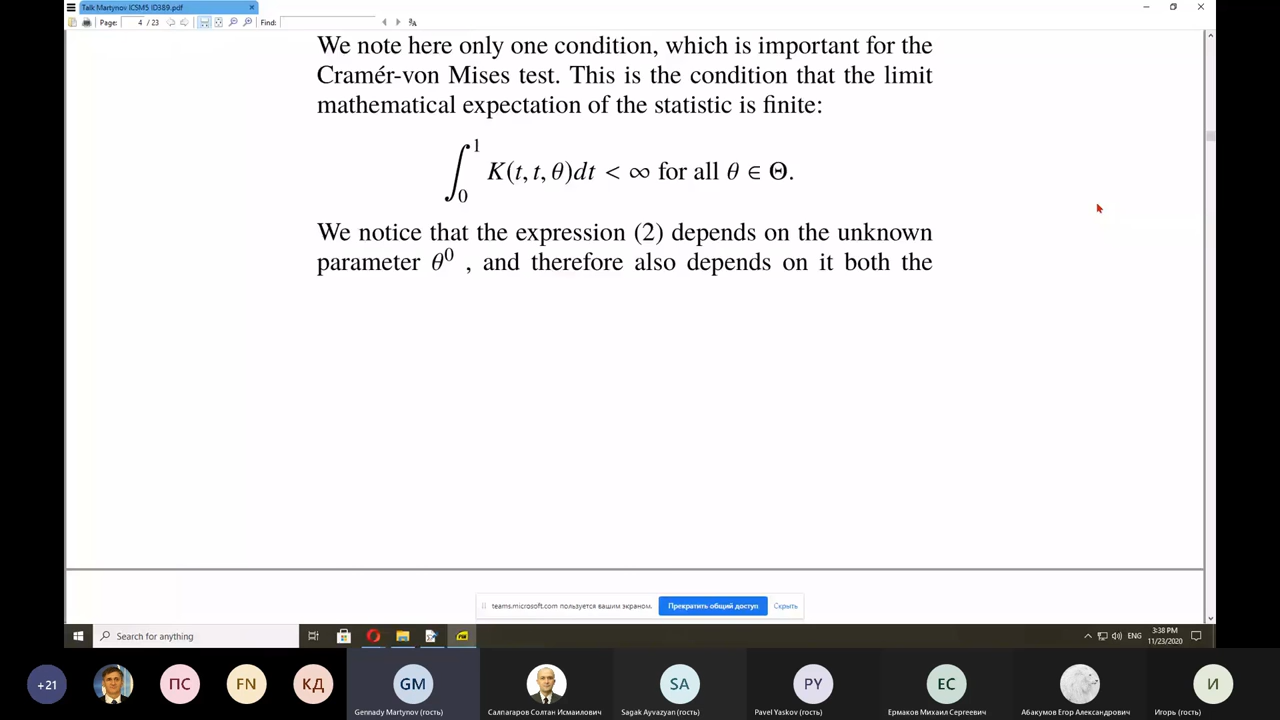 Talk Martynov ICSM5 ID389.pdf
Page: 4 / 23 Find:
We note here only one condition, which is important for the
Cramér-von Mises test. This is the condition that the limit
mathematical expectation of the statistic is finite:
∫₀¹ K(t, t, θ)dt < ∞ for all θ ∈ Θ.
We notice that the expression (2) depends on the unknown
parameter θ⁰ , and therefore also depends on it both the
teams.microsoft.com пользуется вашим экраном. Прекратить общий доступ Скрыть
Search for anything
ENG
3:38 PM
11/23/2020
+21 ПС FN КД GM SA PY EC И
Gennady Martynov (гость) Салпагаров Солтан Исмаилович Sagak Ayvazyan (гость) Pavel Yaskov (гость) Ермаков Михаил Сергеевич Абакумов Егор Александрович Игорь (гость)